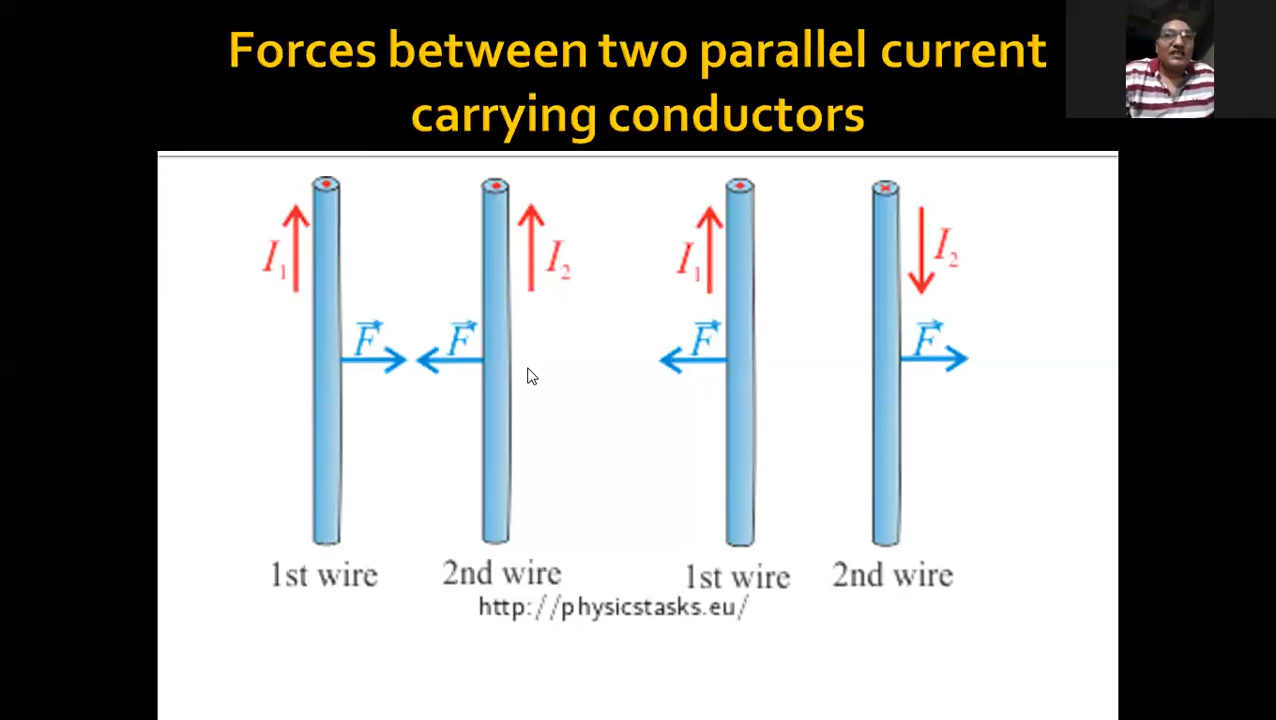 Forces between two parallel current
carrying conductors
I₁ I₂ I₁ I₂
F F F F
1st wire 2nd wire 1st wire 2nd wire
http://physicstasks.eu/